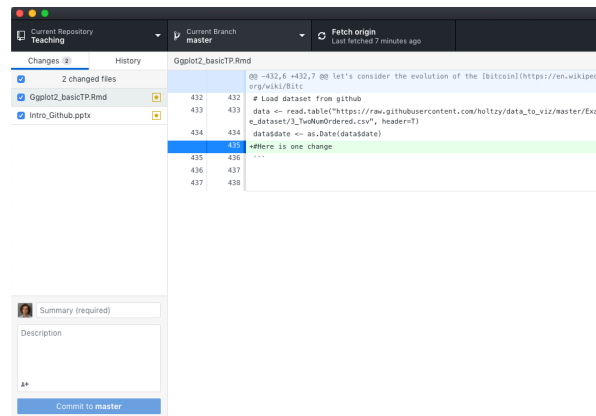 Current Repository
Teaching
Current Branch
master
Fetch origin
Last fetched 7 minutes ago
Changes 2
History
Ggplot2_basicTP.Rmd
2 changed files
Ggplot2_basicTP.Rmd
Intro_Github.pptx
@@ -432,6 +432,7 @@ let's consider the evolution of the [bitcoin](https://en.wikiped
org/wiki/Bitc
432 432 # Load dataset from github
433 433 data <- read.table("https://raw.githubusercontent.com/holtzy/data_to_viz/master/Exa
e_dataset/3_TwoNumOrdered.csv", header=T)
434 434 data$date <- as.Date(data$date)
435 +#Here is one change
435 436 ```
436 437
437 438
Summary (required)
Description
Commit to master